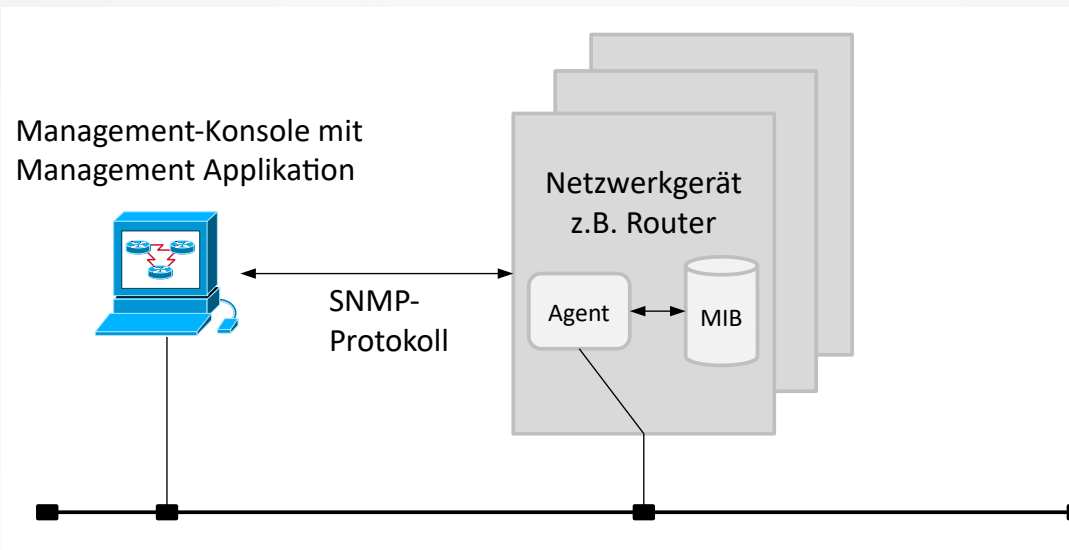 Management-Konsole mit
Management Applikation
Netzwerkgerät
z.B. Router
SNMP-
Protokoll
Agent
MIB